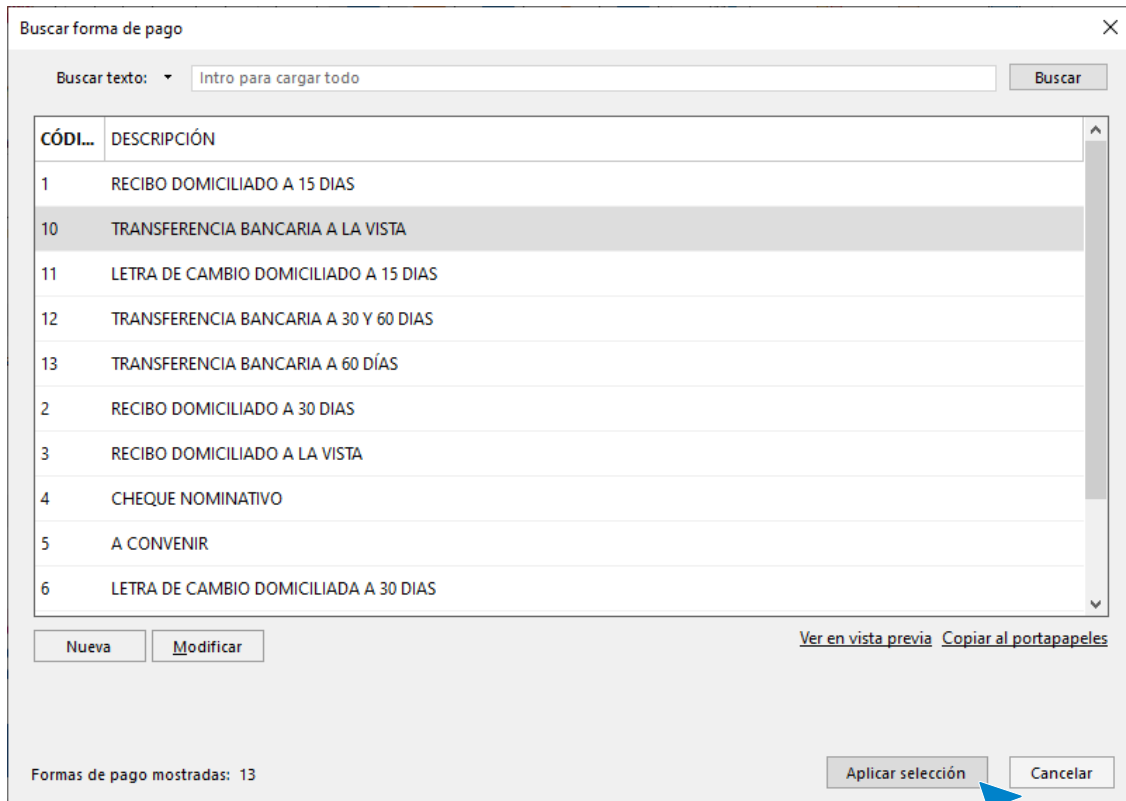 Buscar forma de pago
Buscar texto: Intro para cargar todo Buscar
CÓDI... DESCRIPCIÓN
1 RECIBO DOMICILIADO A 15 DIAS
10 TRANSFERENCIA BANCARIA A LA VISTA
11 LETRA DE CAMBIO DOMICILIADO A 15 DIAS
12 TRANSFERENCIA BANCARIA A 30 Y 60 DIAS
13 TRANSFERENCIA BANCARIA A 60 DÍAS
2 RECIBO DOMICILIADO A 30 DIAS
3 RECIBO DOMICILIADO A LA VISTA
4 CHEQUE NOMINATIVO
5 A CONVENIR
6 LETRA DE CAMBIO DOMICILIADA A 30 DIAS
Nueva Modificar Ver en vista previa Copiar al portapapeles
Formas de pago mostradas: 13 Aplicar selección Cancelar